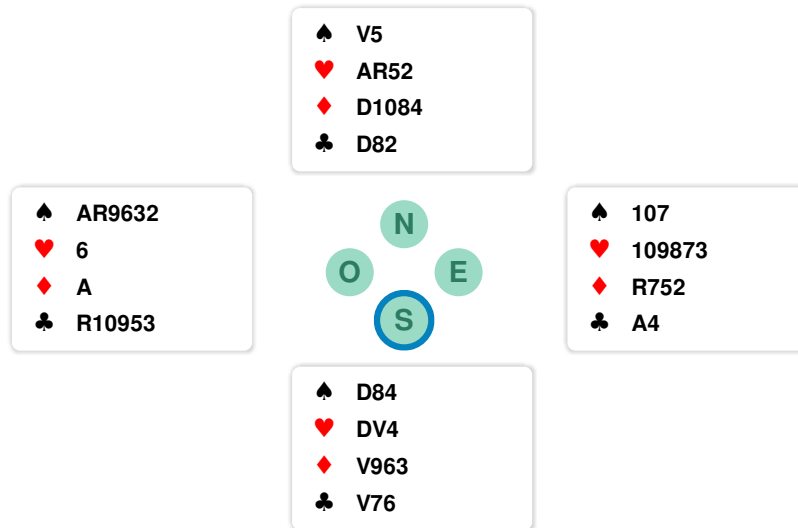 ♠ V5
♥ AR52
♦ D1084
♣ D82
♠ AR9632
♥ 6
♦ A
♣ R10953
N
O E
S
♠ 107
♥ 109873
♦ R752
♣ A4
♠ D84
♥ DV4
♦ V963
♣ V76